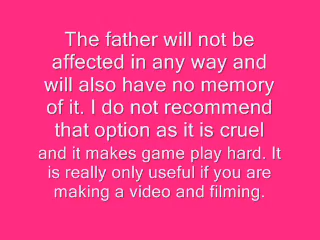 The father will not be
affected in any way and
will also have no memory
of it. I do not recommend
that option as it is cruel
and it makes game play hard. It
is really only useful if you are
making a video and filming.